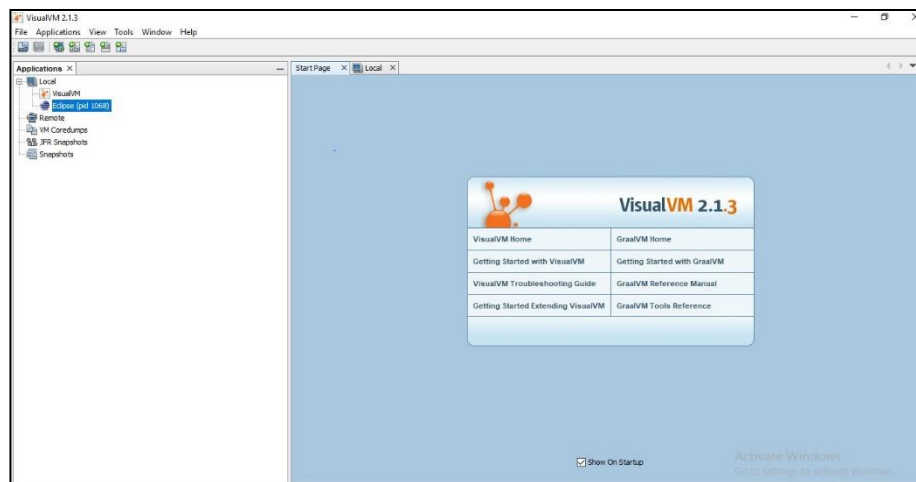 VisualVM 2.1.3
File Applications View Tools Window Help
Applications
Start Page Local
Local
VisualVM
Eclipse (pid 1068)
Remote
VM Coredumps
JFR Snapshots
Snapshots
VisualVM 2.1.3
VisualVM Home GraalVM Home
Getting Started with VisualVM Getting Started with GraalVM
VisualVM Troubleshooting Guide GraalVM Reference Manual
Getting Started Extending VisualVM GraalVM Tools Reference
Show On Startup
Activate Windows
Go to Settings to activate Windows.